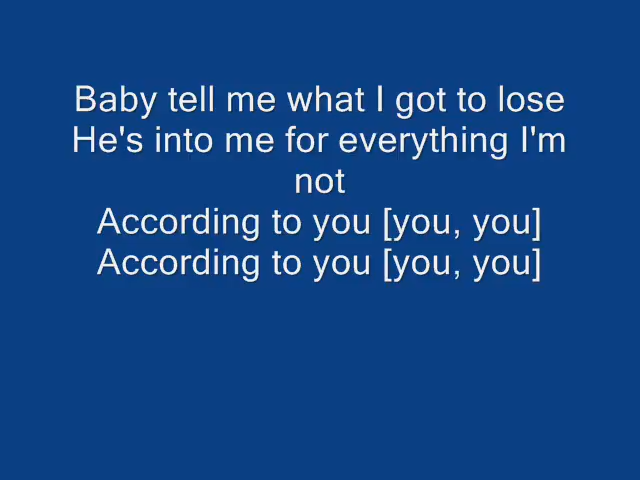 Baby tell me what I got to lose
He's into me for everything I'm
not
According to you [you, you]
According to you [you, you]